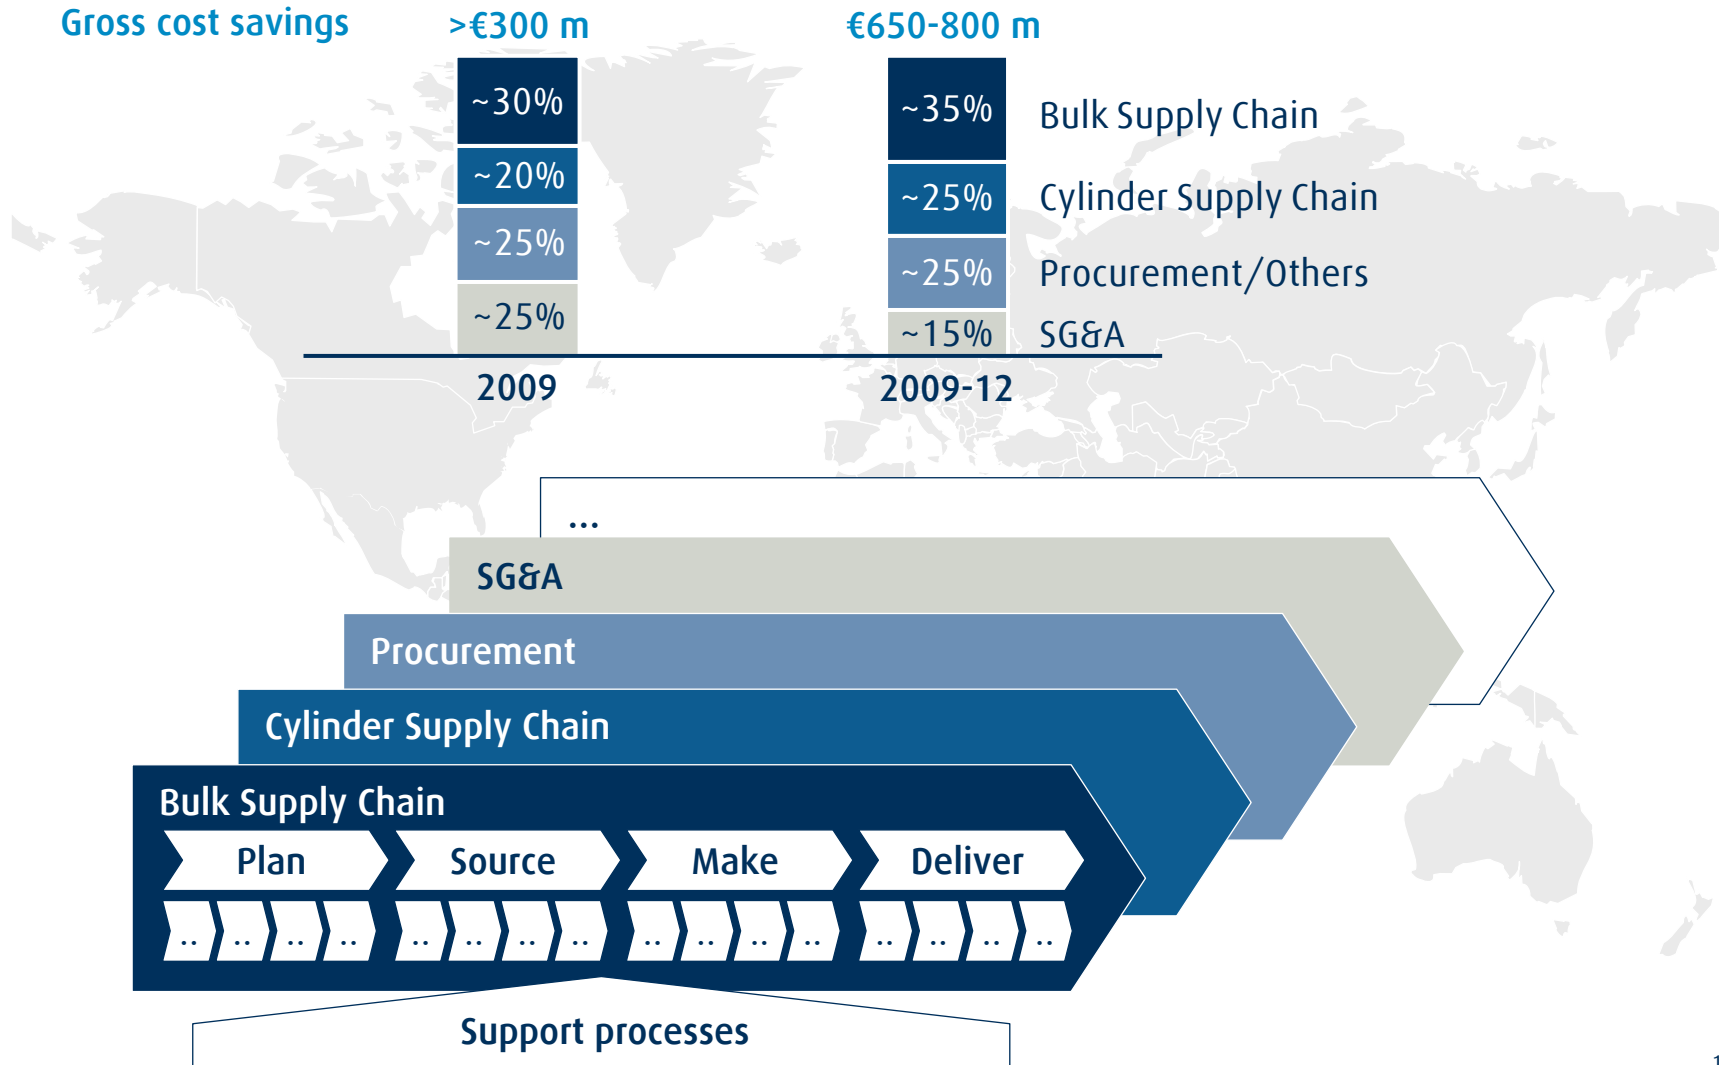 Gross cost savings >€300 m €650-800 m
~30% ~35% Bulk Supply Chain
~20% ~25% Cylinder Supply Chain
~25% ~25% Procurement/Others
~25% ~15% SG&A
2009 2009-12
...
SG&A
Procurement
Cylinder Supply Chain
Bulk Supply Chain
Plan Source Make Deliver
.. .. .. .. .. .. .. .. .. .. .. .. .. .. .. ..
Support processes
1